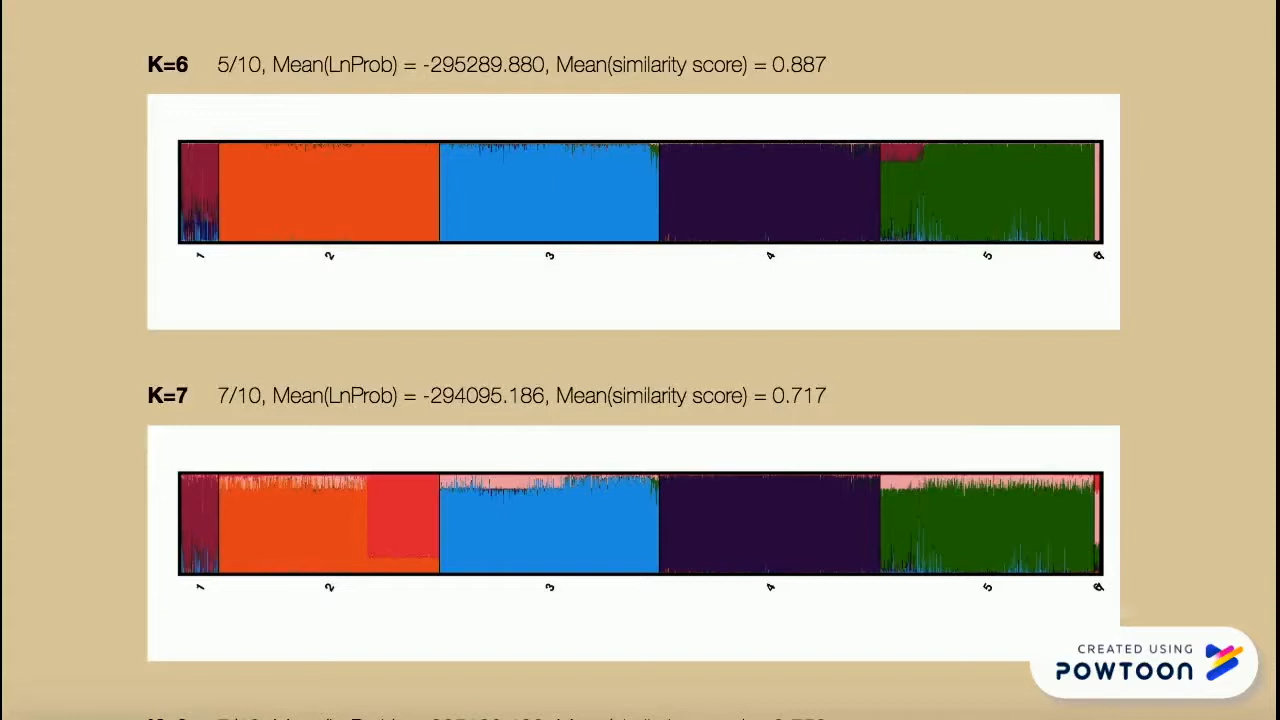 K=6 5/10, Mean(LnProb) = -295289.880, Mean(similarity score) = 0.887
1 2 3 4 5 6
K=7 7/10, Mean(LnProb) = -294095.186, Mean(similarity score) = 0.717
1 2 3 4 5 6
CREATED USING
POWTOON